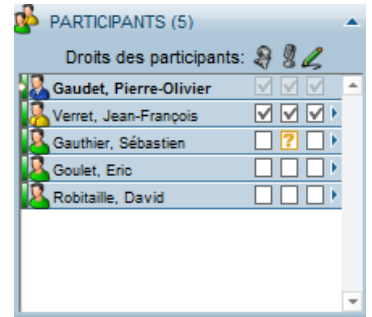 PARTICIPANTS (5)
Droits des participants:
Gaudet, Pierre-Olivier
Verret, Jean-François
Gauthier, Sébastien ?
Goulet, Eric
Robitaille, David